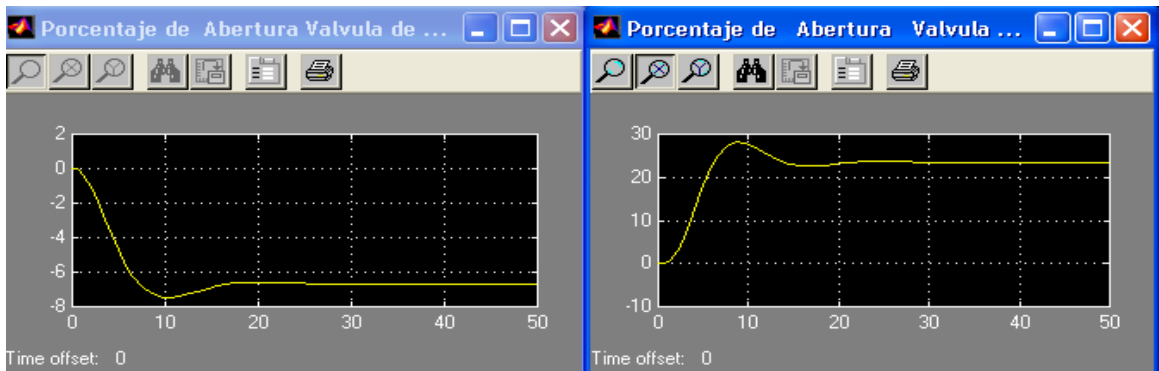 Porcentaje de Abertura Valvula de ...
2
0
-2
-4
-6
-8
0 10 20 30 40 50
Time offset: 0
Porcentaje de Abertura Valvula ...
30
20
10
0
-10
0 10 20 30 40 50
Time offset: 0